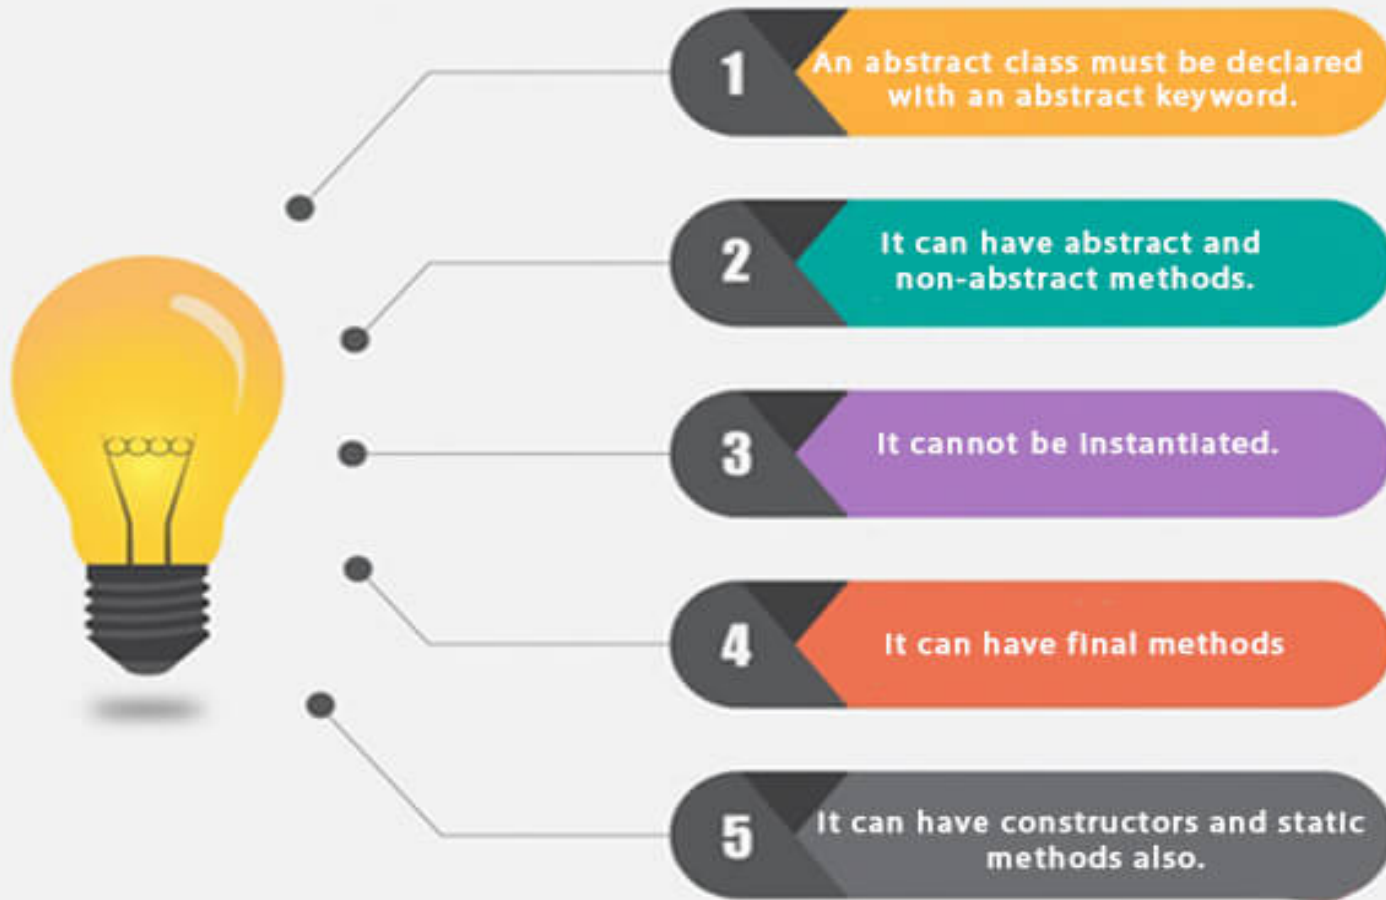 1
An abstract class must be declared
with an abstract keyword.
2
It can have abstract and
non-abstract methods.
3
It cannot be instantiated.
4
It can have final methods
5
It can have constructors and static
methods also.